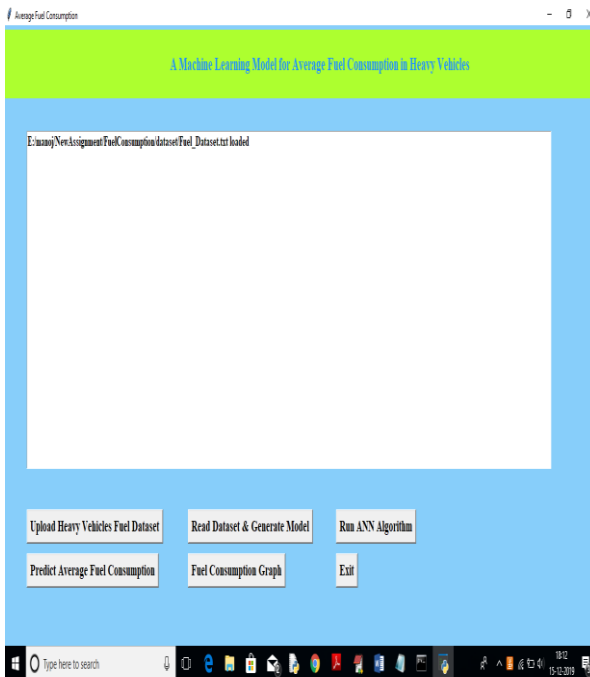 Average Fuel Consumption
A Machine Learning Model for Average Fuel Consumption in Heavy Vehicles
E:/manoj/NewAssignment/FuelConsumption/dataset/Fuel_Dataset.txt loaded
Upload Heavy Vehicles Fuel Dataset
Read Dataset & Generate Model
Run ANN Algorithm
Predict Average Fuel Consumption
Fuel Consumption Graph
Exit
Type here to search
18:12
15-12-2019